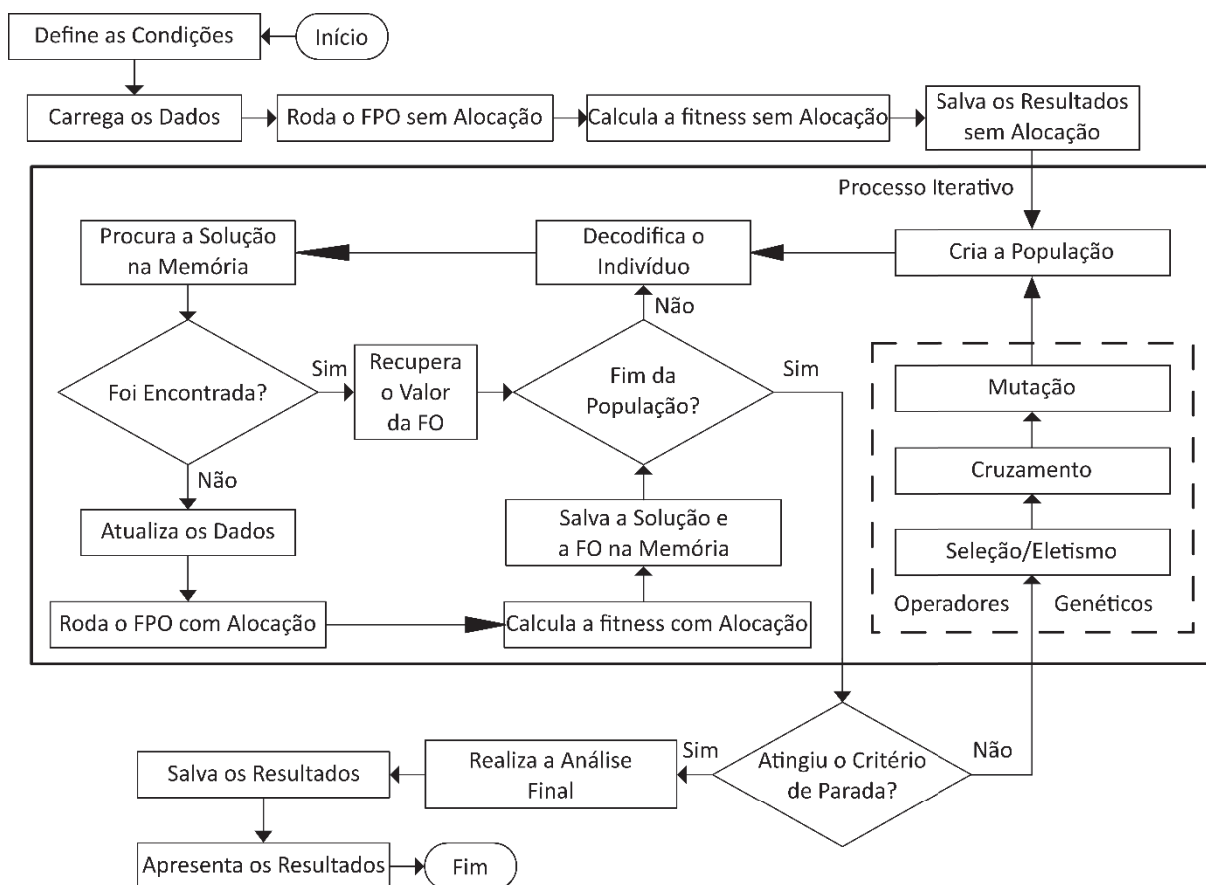 Início
Define as Condições
Carrega os Dados
Roda o FPO sem Alocação
Calcula a fitness sem Alocação
Salva os Resultados
sem Alocação
Processo Iterativo
Cria a População
Decodifica o
Indivíduo
Procura a Solução
na Memória
Foi Encontrada?
Sim
Recupera
o Valor
da FO
Não
Atualiza os Dados
Roda o FPO com Alocação
Calcula a fitness com Alocação
Salva a Solução e
a FO na Memória
Fim da
População?
Não
Sim
Mutação
Cruzamento
Seleção/Eletismo
Operadores
Genéticos
Atingiu o Critério
de Parada?
Não
Sim
Realiza a Análise
Final
Salva os Resultados
Apresenta os Resultados
Fim